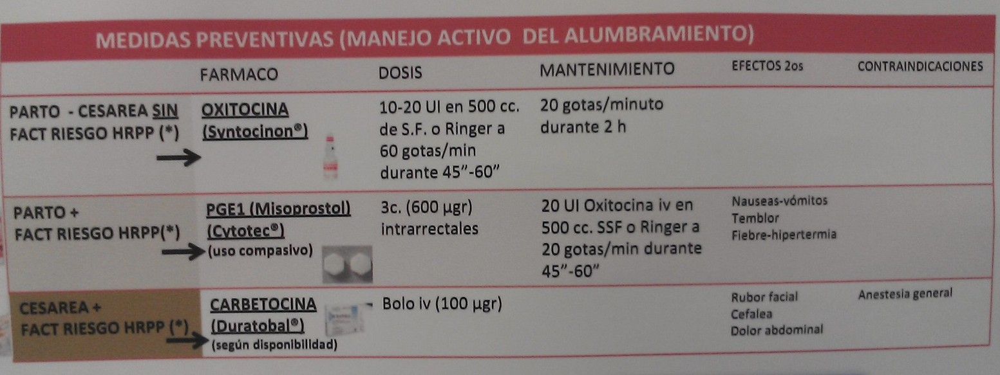 MEDIDAS PREVENTIVAS (MANEJO ACTIVO DEL ALUMBRAMIENTO)
FARMACO DOSIS MANTENIMIENTO EFECTOS 2os CONTRAINDICACIONES
PARTO - CESAREA SIN
FACT RIESGO HRPP (*)
OXITOCINA
(Syntocinon®)
10-20 UI en 500 cc.
de S.F. o Ringer a
60 gotas/min
durante 45”-60”
20 gotas/minuto
durante 2 h
PARTO +
FACT RIESGO HRPP(*)
PGE1 (Misoprostol)
(Cytotec®)
(uso compasivo)
3c. (600 µgr)
intrarrectales
20 UI Oxitocina iv en
500 cc. SSF o Ringer a
20 gotas/min durante
45”-60”
Nauseas-vómitos
Temblor
Fiebre-hipertermia
CESAREA +
FACT RIESGO HRPP (*)
CARBETOCINA
(Duratobal®)
(según disponibilidad)
Bolo iv (100 µgr)
Rubor facial
Cefalea
Dolor abdominal
Anestesia general